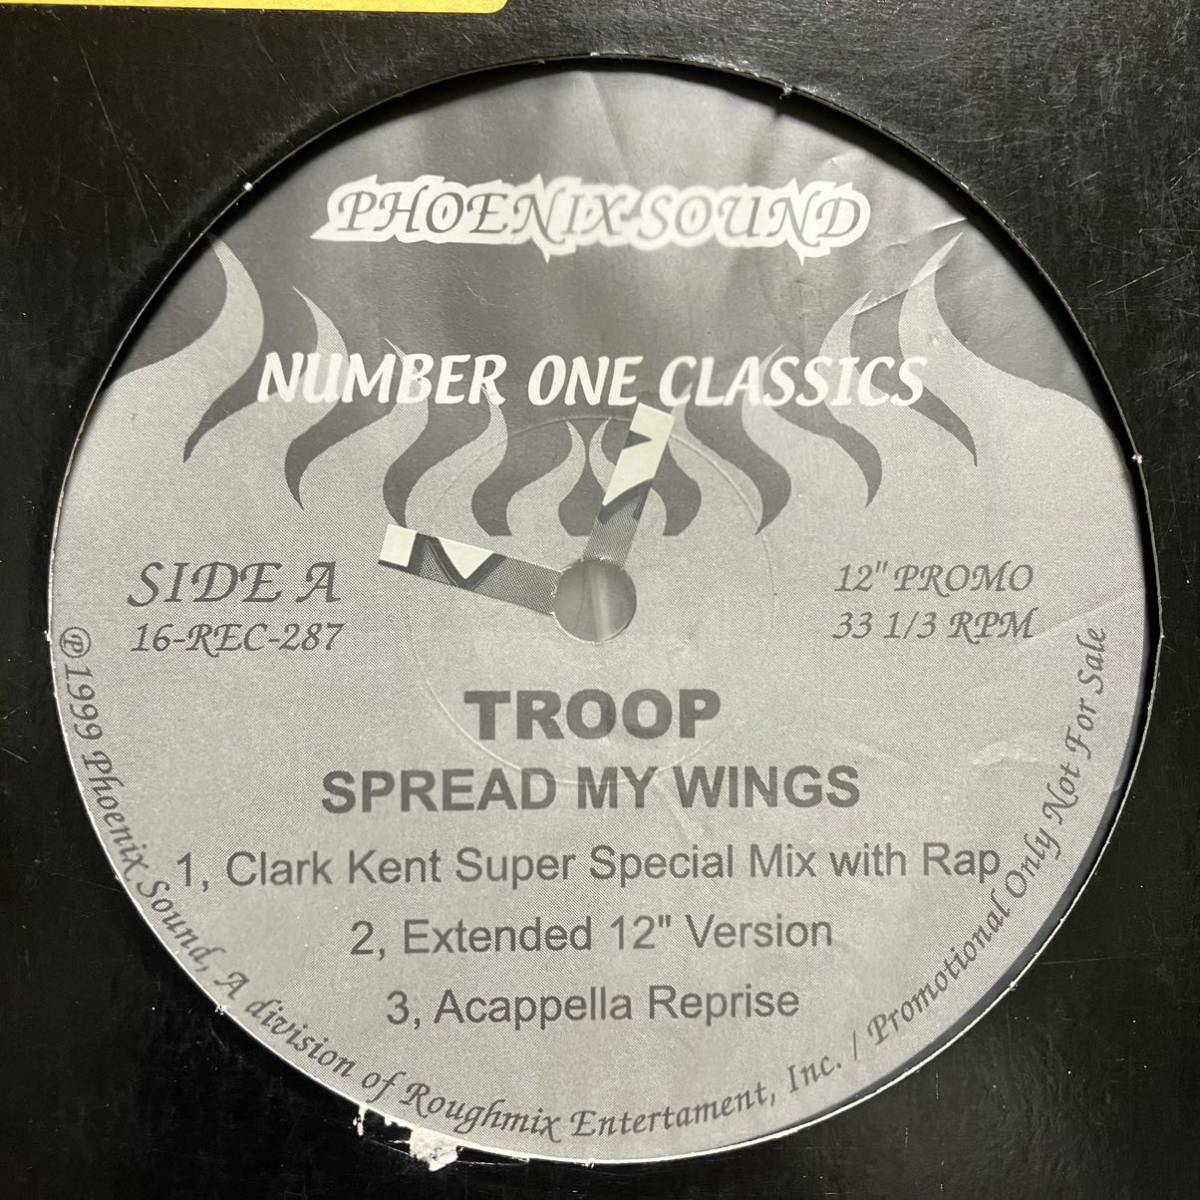 PHOENIX SOUND
NUMBER ONE CLASSICS
SIDE A
16-REC-287
12" PROMO
33 1/3 RPM
TROOP
SPREAD MY WINGS
1, Clark Kent Super Special Mix with Rap
2, Extended 12" Version
3, Acappella Reprise
℗1999 Phoenix Sound, A division of Roughmix Entertament, Inc. / Promotional Only Not For Sale